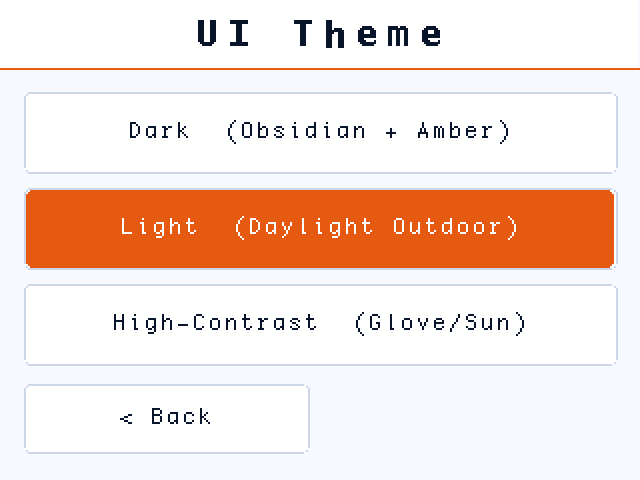 UI Theme
Dark (Obsidian + Amber)
Light (Daylight Outdoor)
High-Contrast (Glove/Sun)
< Back